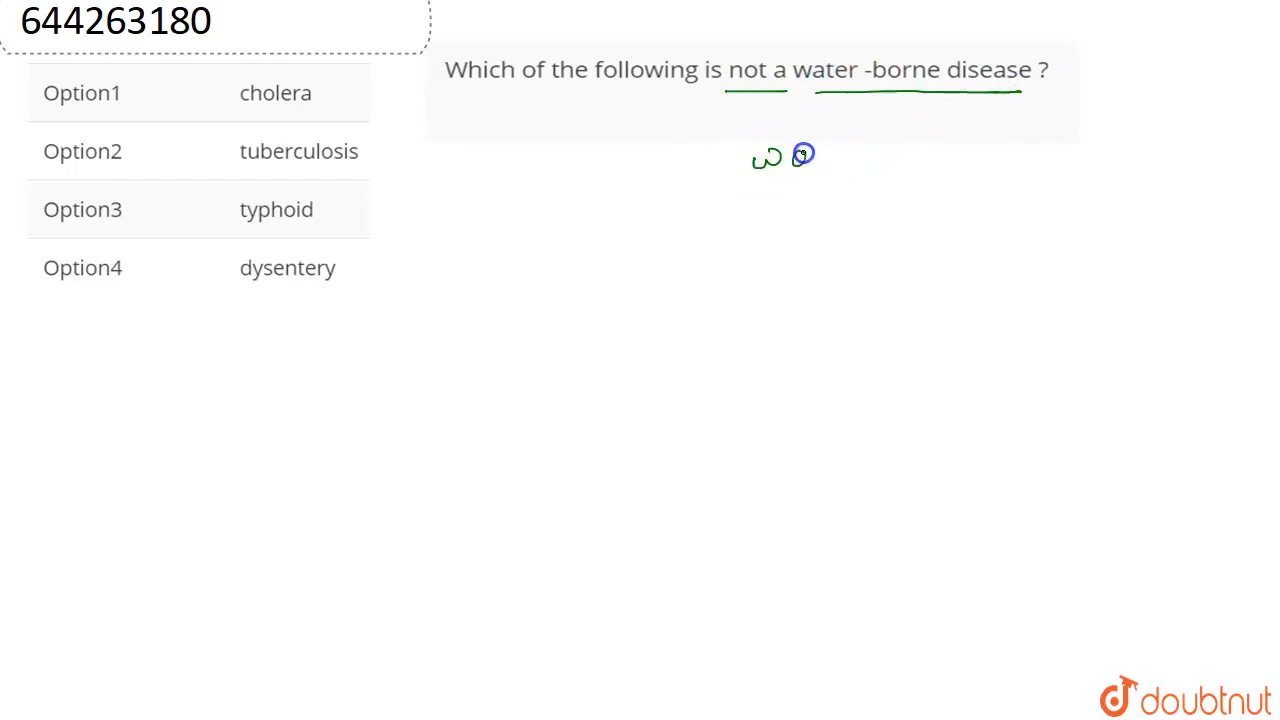 644263180
Which of the following is not a water -borne disease ?
Option1 cholera
Option2 tuberculosis
Option3 typhoid
Option4 dysentery
doubtnut